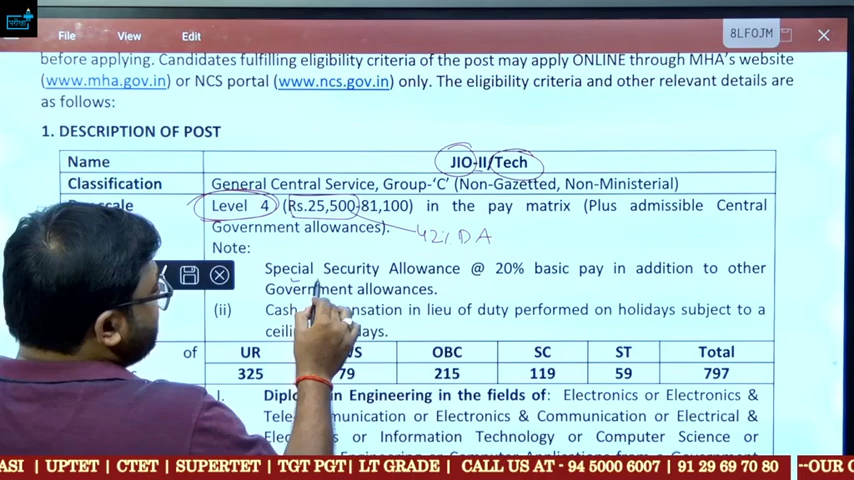 परीक्षा
8LFOJM
File View Edit
before applying. Candidates fulfilling eligibility criteria of the post may apply ONLINE through MHA's website
(www.mha.gov.in) or NCS portal (www.ncs.gov.in) only. The eligibility criteria and other relevant details are
as follows:
1. DESCRIPTION OF POST
Name JIO-II/Tech
Classification General Central Service, Group-'C' (Non-Gazetted, Non-Ministerial)
Level 4 (Rs.25,500-81,100) in the pay matrix (Plus admissible Central
Government allowances).
42% DA
Note:
Special Security Allowance @ 20% basic pay in addition to other
Government allowances.
(ii) Cash in lieu of duty performed on holidays subject to a
of UR OBC SC ST Total
325 79 215 119 59 797
I. Diploma in Engineering in the fields of: Electronics or Electronics &
or Electronics & Communication or Electrical &
or Information Technology or Computer Science or
ASI | UPTET | CTET | SUPERTET | TGT PGT| LT GRADE | CALL US AT - 94 5000 6007 | 91 29 69 70 80 --OUR